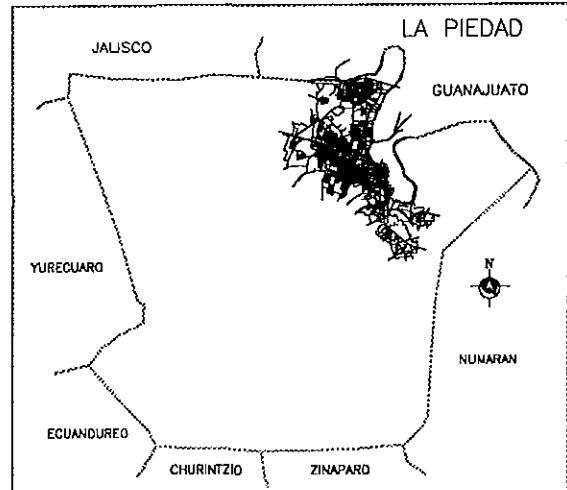 LA PIEDAD
JALISCO
GUANAJUATO
YURECUARO
N
NUMARAN
ECUANDUREO
CHURINTZIO
ZINAPARO